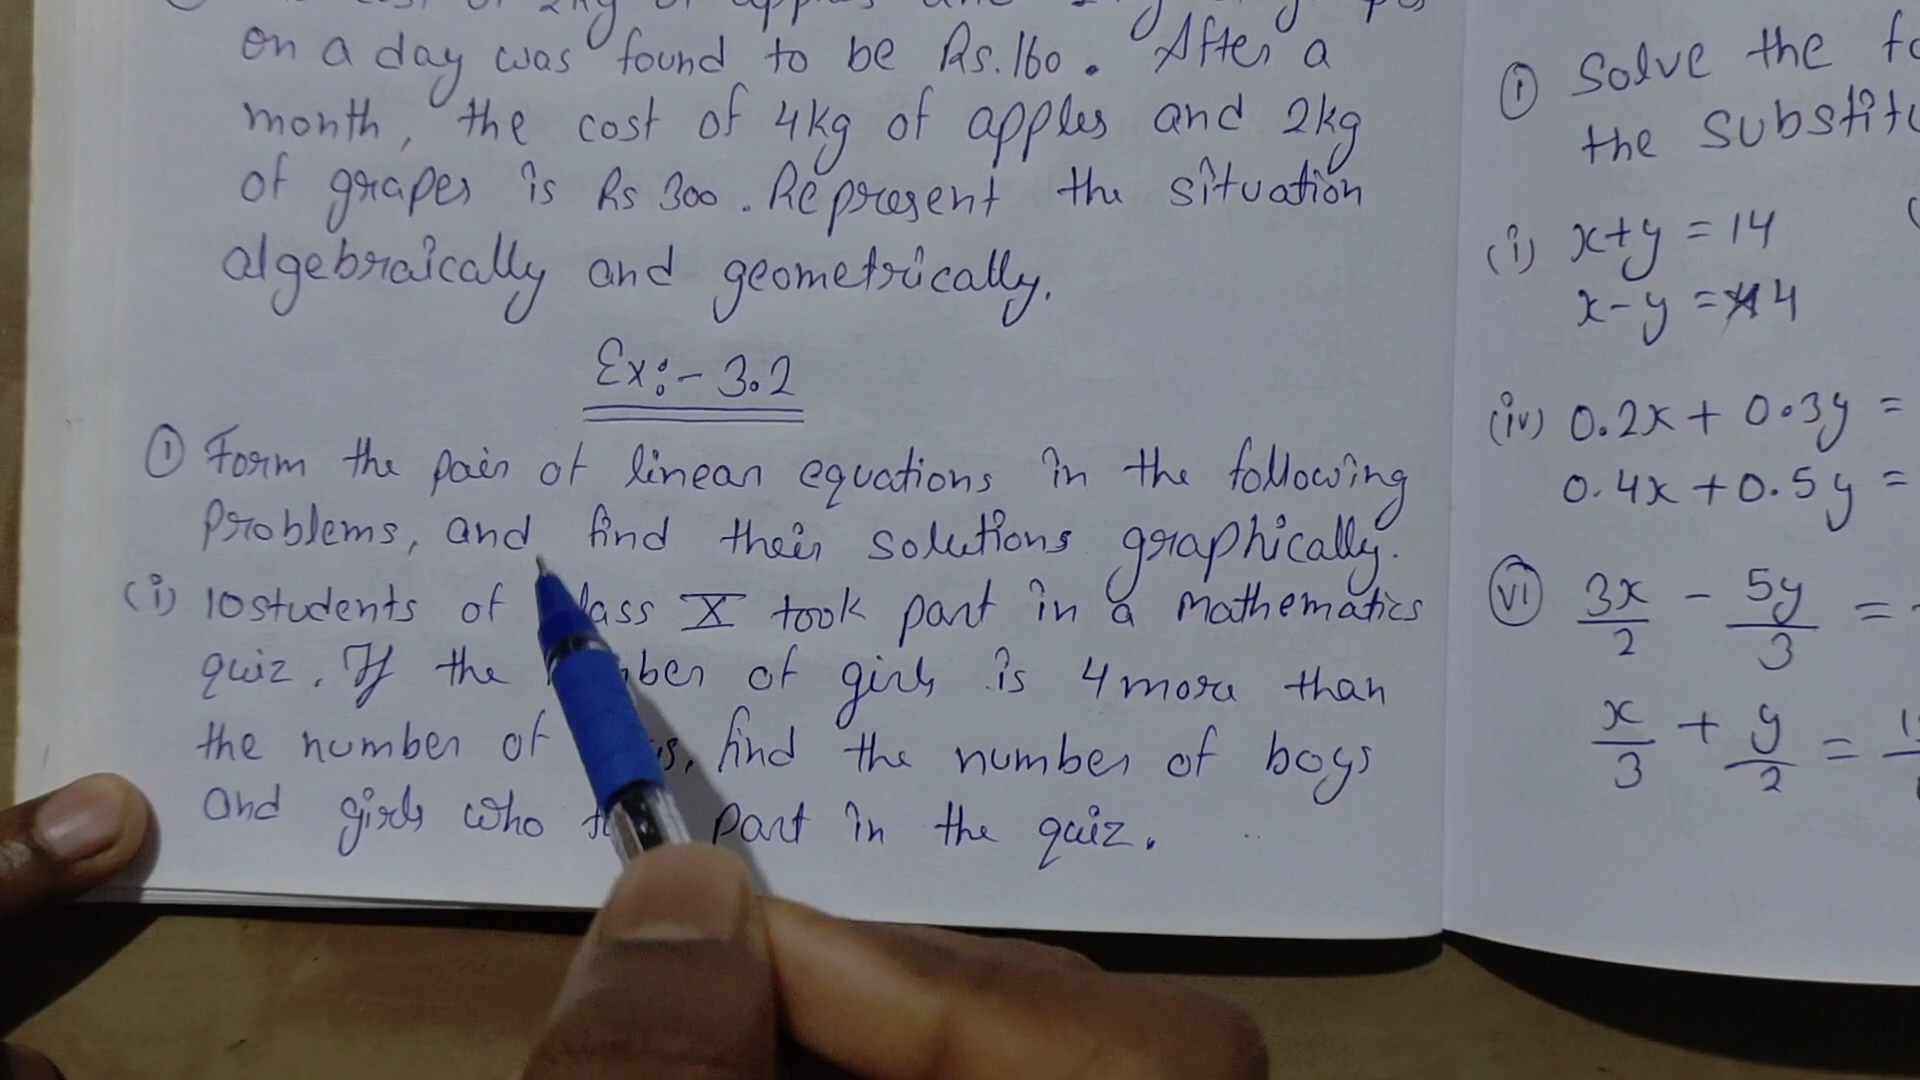 on a day was found to be Rs.160. After a
month, the cost of 4kg of apples and 2kg
of grapes is Rs 300. Represent the situation
algebraically and geometrically.
Ex:- 3.2
① Form the pair of linear equations in the following
Problems, and find their solutions graphically.
(i) 10 students of lass X took part in a Mathematics
quiz. If the ber of girls is 4 more than
the number of find the number of boys
and girls who part in the quiz.
① Solve the
the
(i) x+y = 14
x-y = 4
(iv) 0.2x + 0.3y =
0.4x + 0.5y =
(vi) 3x/2 - 5y/3 =
x/3 + y/2 =